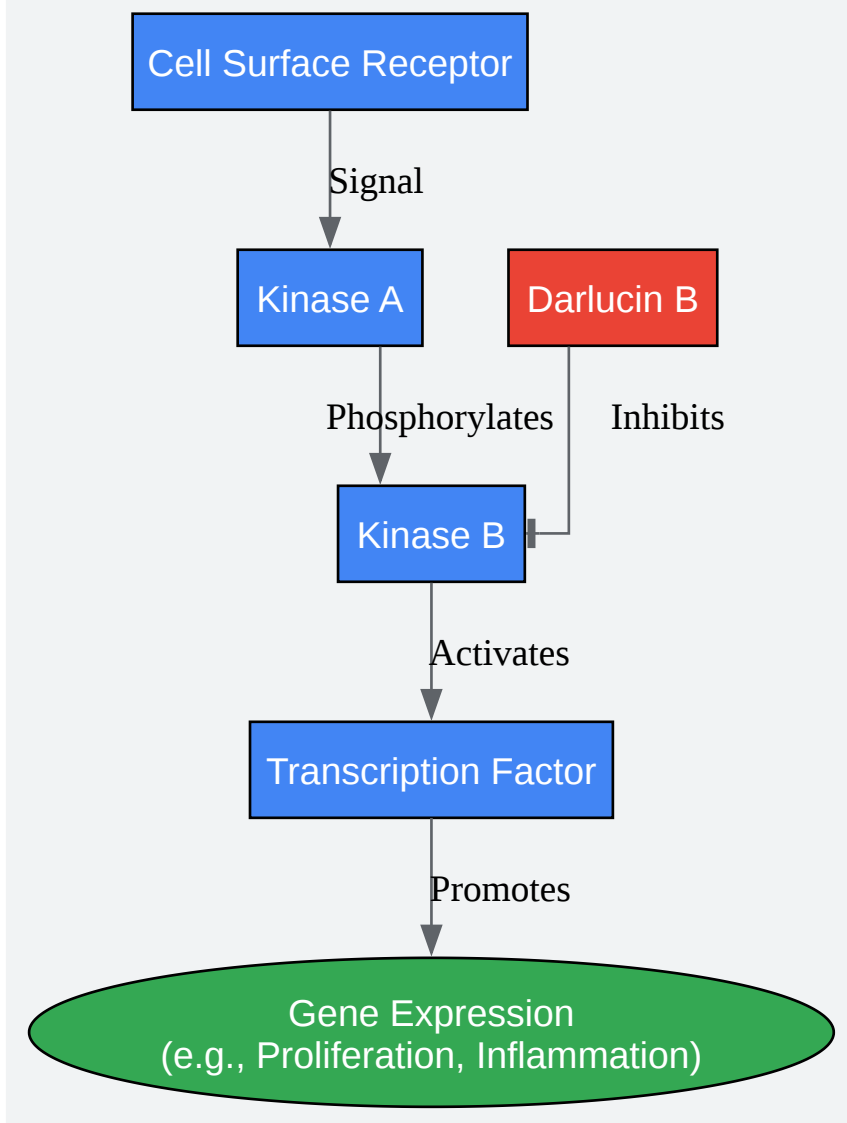 Cell Surface Receptor
Signal
Kinase A
Darlucin B
Phosphorylates
Inhibits
Kinase B
Activates
Transcription Factor
Promotes
Gene Expression
(e.g., Proliferation, Inflammation)